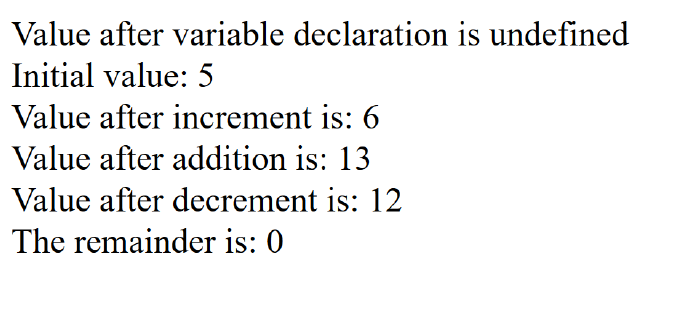 Value after variable declaration is undefined
Initial value: 5
Value after increment is: 6
Value after addition is: 13
Value after decrement is: 12
The remainder is: 0